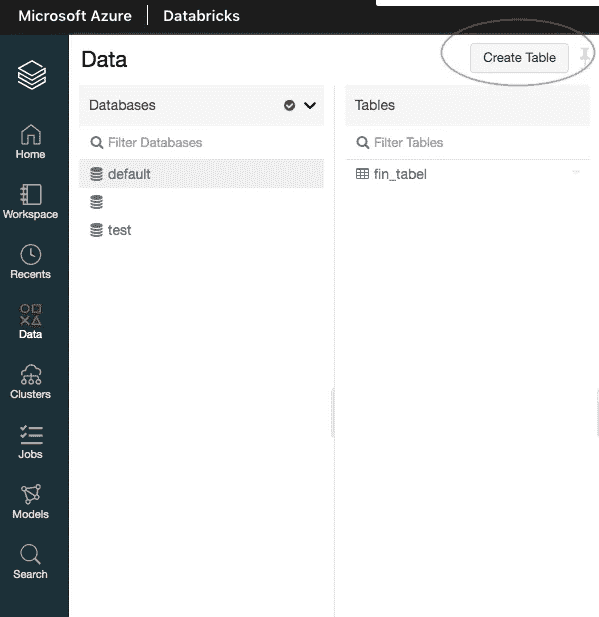 Microsoft Azure Databricks
Data
Create Table
Databases
Tables
Filter Databases
Filter Tables
default
fin_tabel
test
Home
Workspace
Recents
Data
Clusters
Jobs
Models
Search